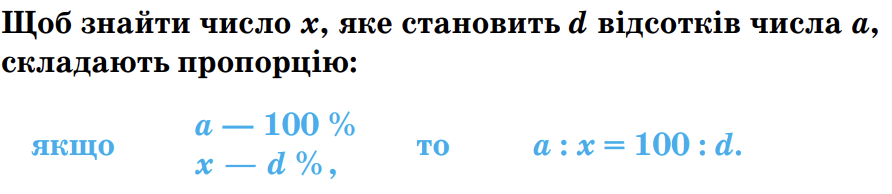 Щоб знайти число x, яке становить d відсотків числа a,
складають пропорцію:
якщо a — 100 % x — d %, то a : x = 100 : d.